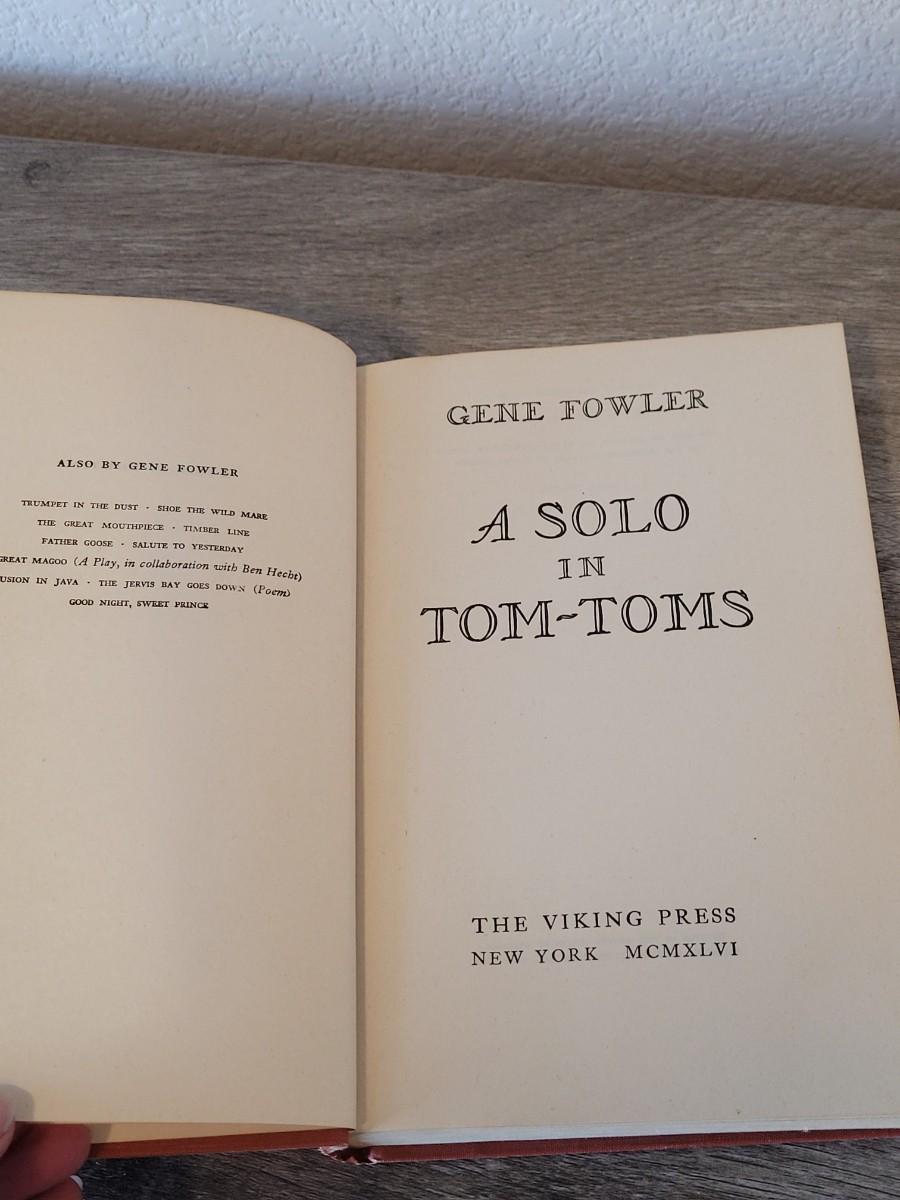 ALSO BY GENE FOWLER
TRUMPET IN THE DUST · SHOE THE WILD MARE
THE GREAT MOUTHPIECE · TIMBER LINE
FATHER GOOSE · SALUTE TO YESTERDAY
GREAT MAGOO (A Play, in collaboration with Ben Hecht)
USION IN JAVA · THE JERVIS BAY GOES DOWN (Poem)
GOOD NIGHT, SWEET PRINCE
GENE FOWLER
A SOLO
IN
TOM-TOMS
THE VIKING PRESS
NEW YORK MCMXLVI